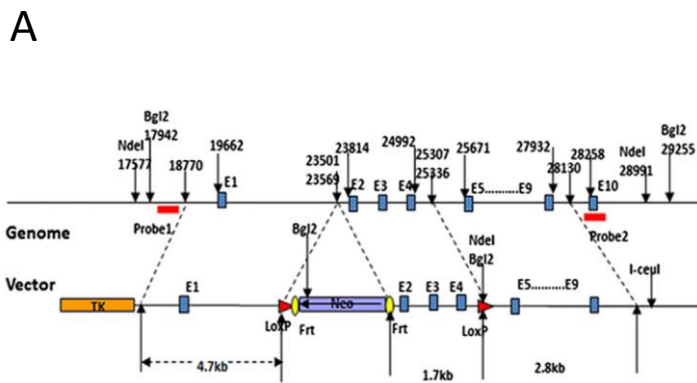 A
Bgl2
NdeI 17942
17577
18770
19662
E1
23501
23569
23814
E2
E3
24992
E4
25307
25336
25671
E5..........E9
27932
28130
28258
E10
NdeI
28991
Bgl2
29255
Probe1
Probe2
Genome
Bgl2
NdeI
Bgl2
I-ceuI
Vector
TK
E1
LoxP
Frt
Neo
Frt
E2
E3
E4
LoxP
E5..........E9
4.7kb
1.7kb
2.8kb